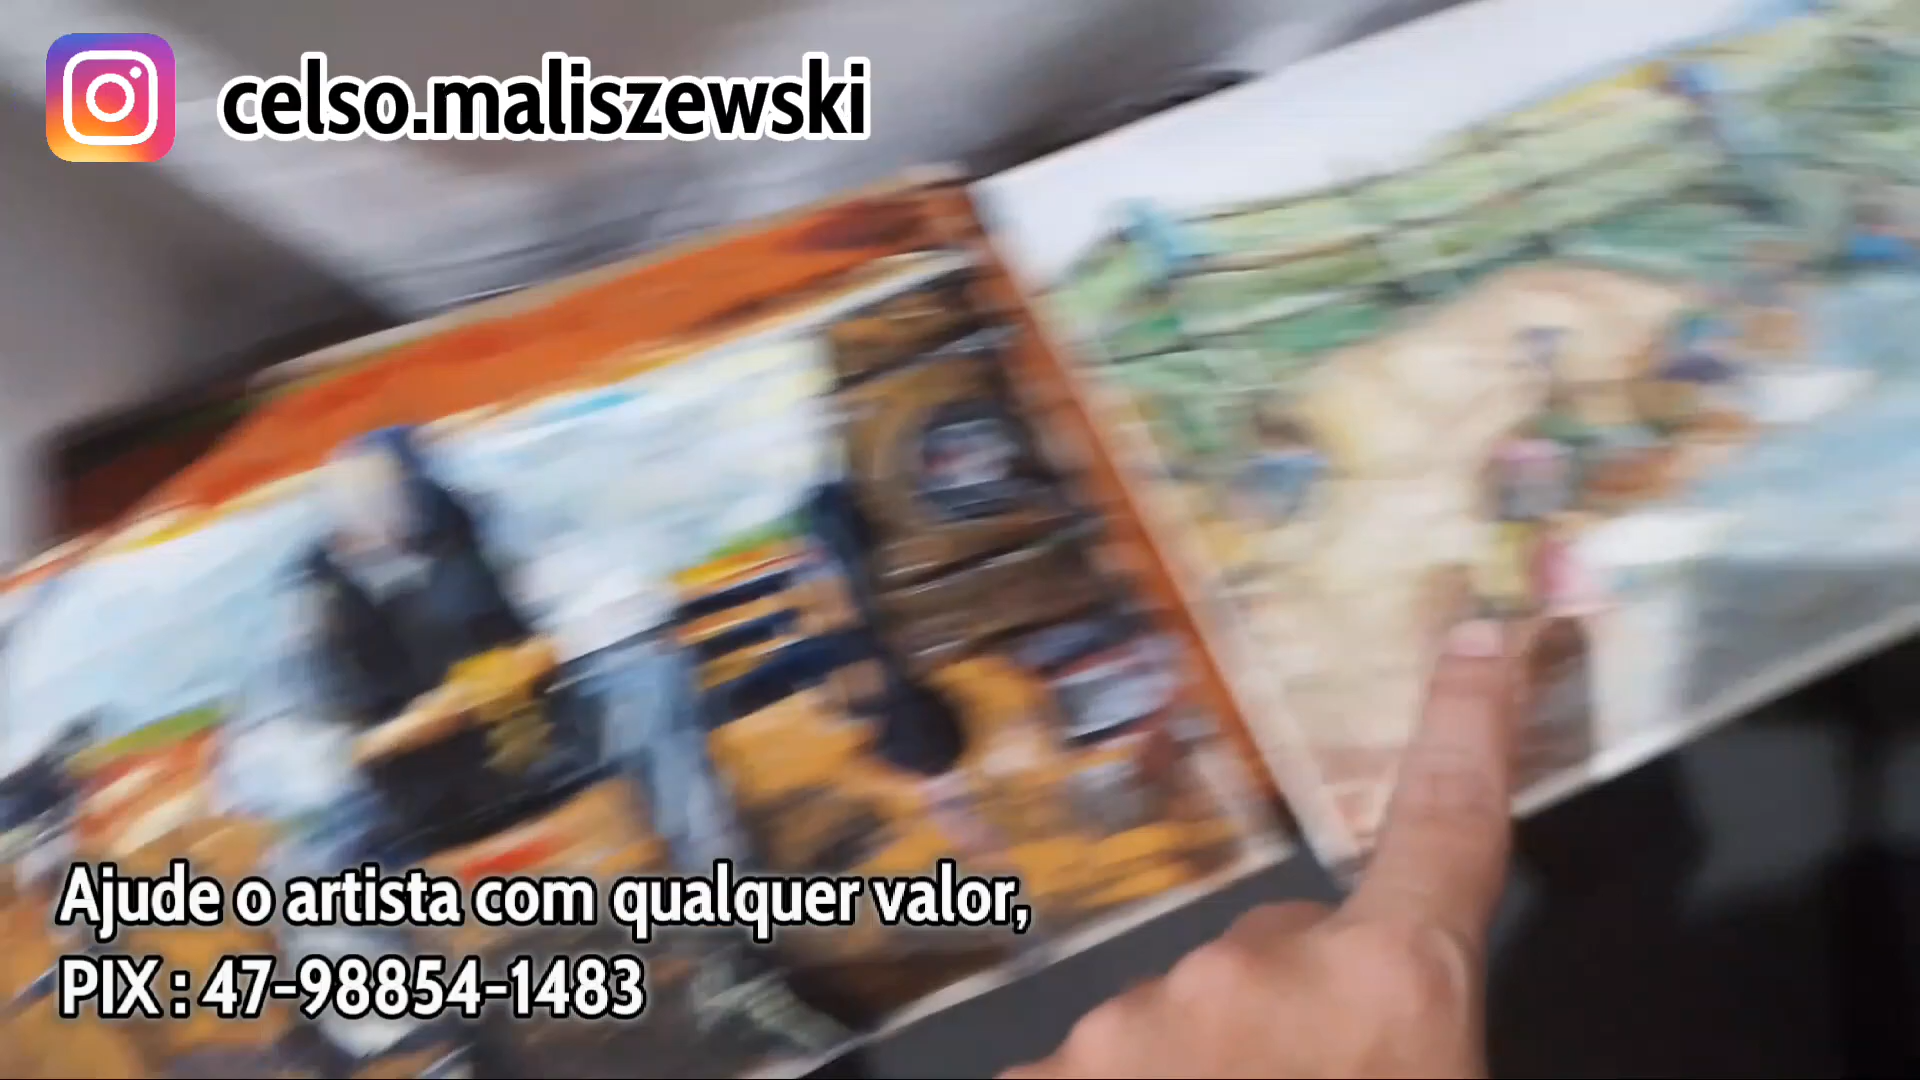 celso.maliszewski
Ajude o artista com qualquer valor,
PIX : 47-98854-1483